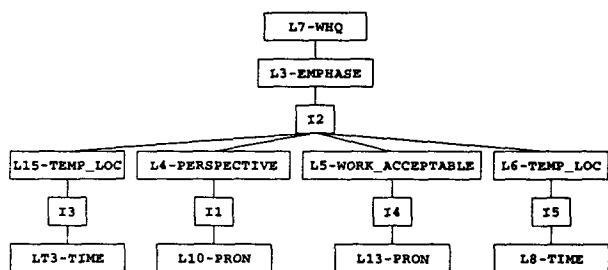 L7-WHQ
L3-EMPHASE
I2
L15-TEMP_LOC L4-PERSPECTIVE L5-WORK_ACCEPTABLE L6-TEMP_LOC
I3 I1 I4 I5
LT3-TIME L10-PRON L13-PRON L8-TIME